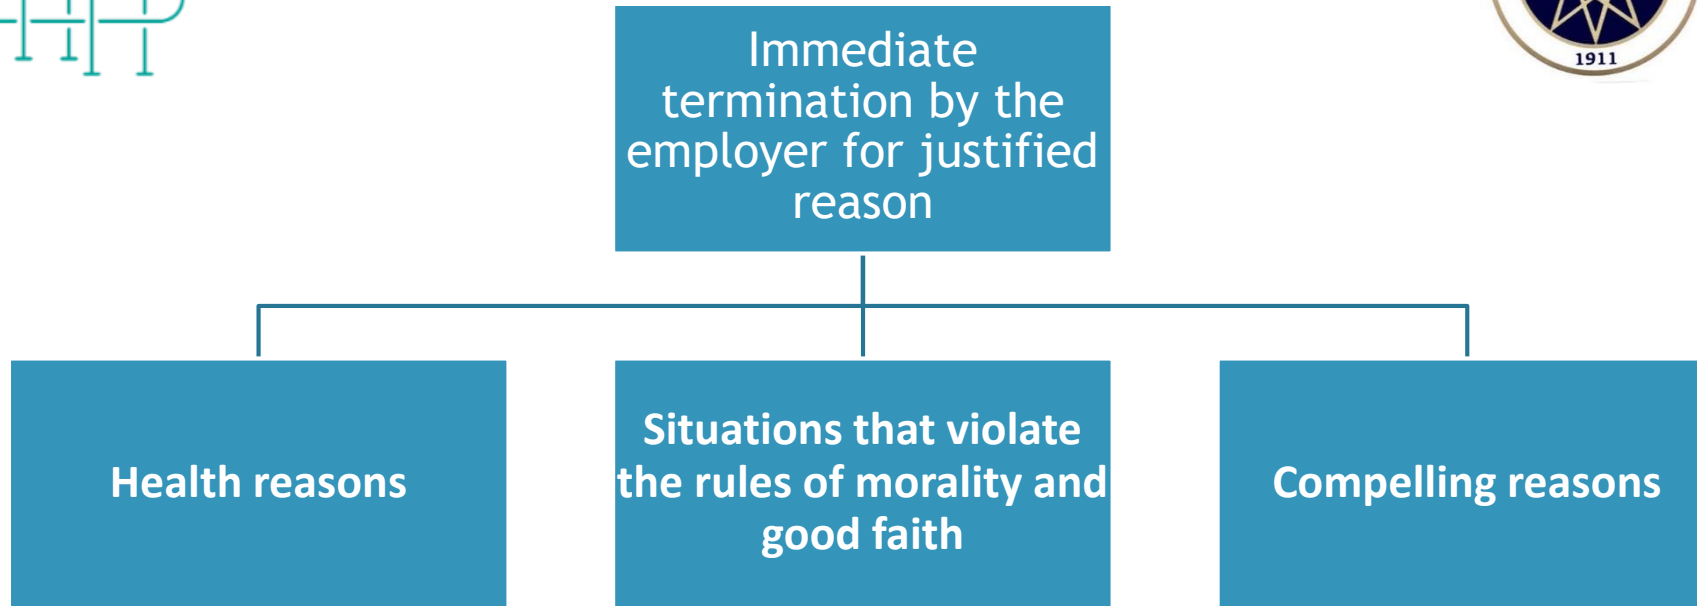 1911
Immediate
termination by the
employer for justified
reason
Health reasons
Situations that violate
the rules of morality and
good faith
Compelling reasons